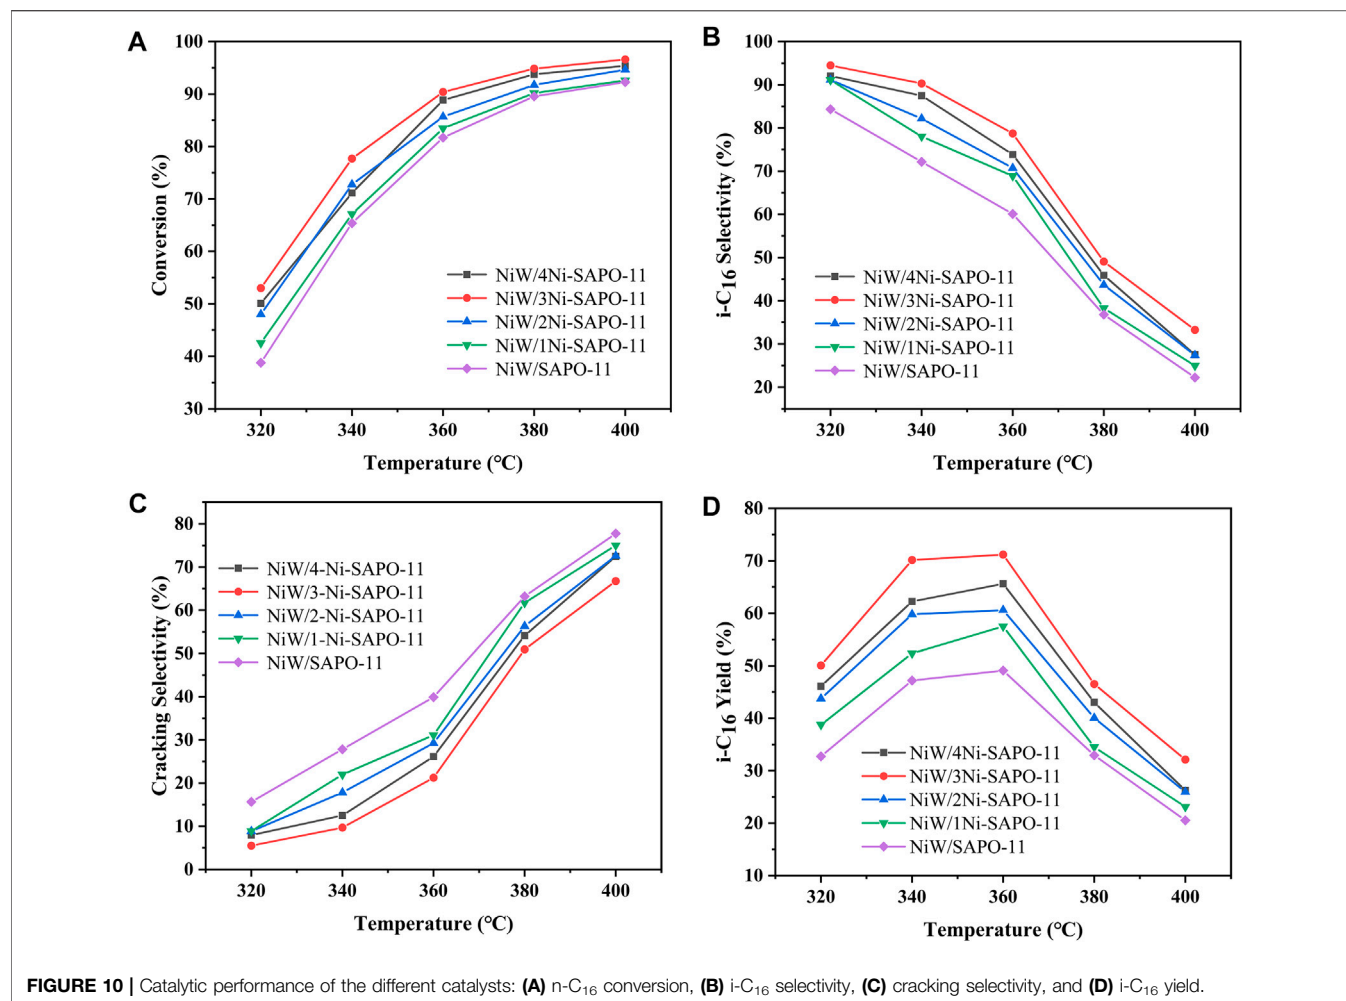 A
100
90
80
70
60
50
40
30
Conversion (%)
NiW/4Ni-SAPO-11
NiW/3Ni-SAPO-11
NiW/2Ni-SAPO-11
NiW/1Ni-SAPO-11
NiW/SAPO-11
320 340 360 380 400
Temperature (℃)
B
100
90
80
70
60
50
40
30
20
i-C16 Selectivity (%)
NiW/4Ni-SAPO-11
NiW/3Ni-SAPO-11
NiW/2Ni-SAPO-11
NiW/1Ni-SAPO-11
NiW/SAPO-11
320 340 360 380 400
Temperature (℃)
C
80
70
60
50
40
30
20
10
0
Cracking Selectivity (%)
NiW/4-Ni-SAPO-11
NiW/3-Ni-SAPO-11
NiW/2-Ni-SAPO-11
NiW/1-Ni-SAPO-11
NiW/SAPO-11
320 340 360 380 400
Temperature (℃)
D
80
70
60
50
40
30
20
10
i-C16 Yield (%)
NiW/4Ni-SAPO-11
NiW/3Ni-SAPO-11
NiW/2Ni-SAPO-11
NiW/1Ni-SAPO-11
NiW/SAPO-11
320 340 360 380 400
Temperature (℃)
FIGURE 10 | Catalytic performance of the different catalysts: (A) n-C16 conversion, (B) i-C16 selectivity, (C) cracking selectivity, and (D) i-C16 yield.